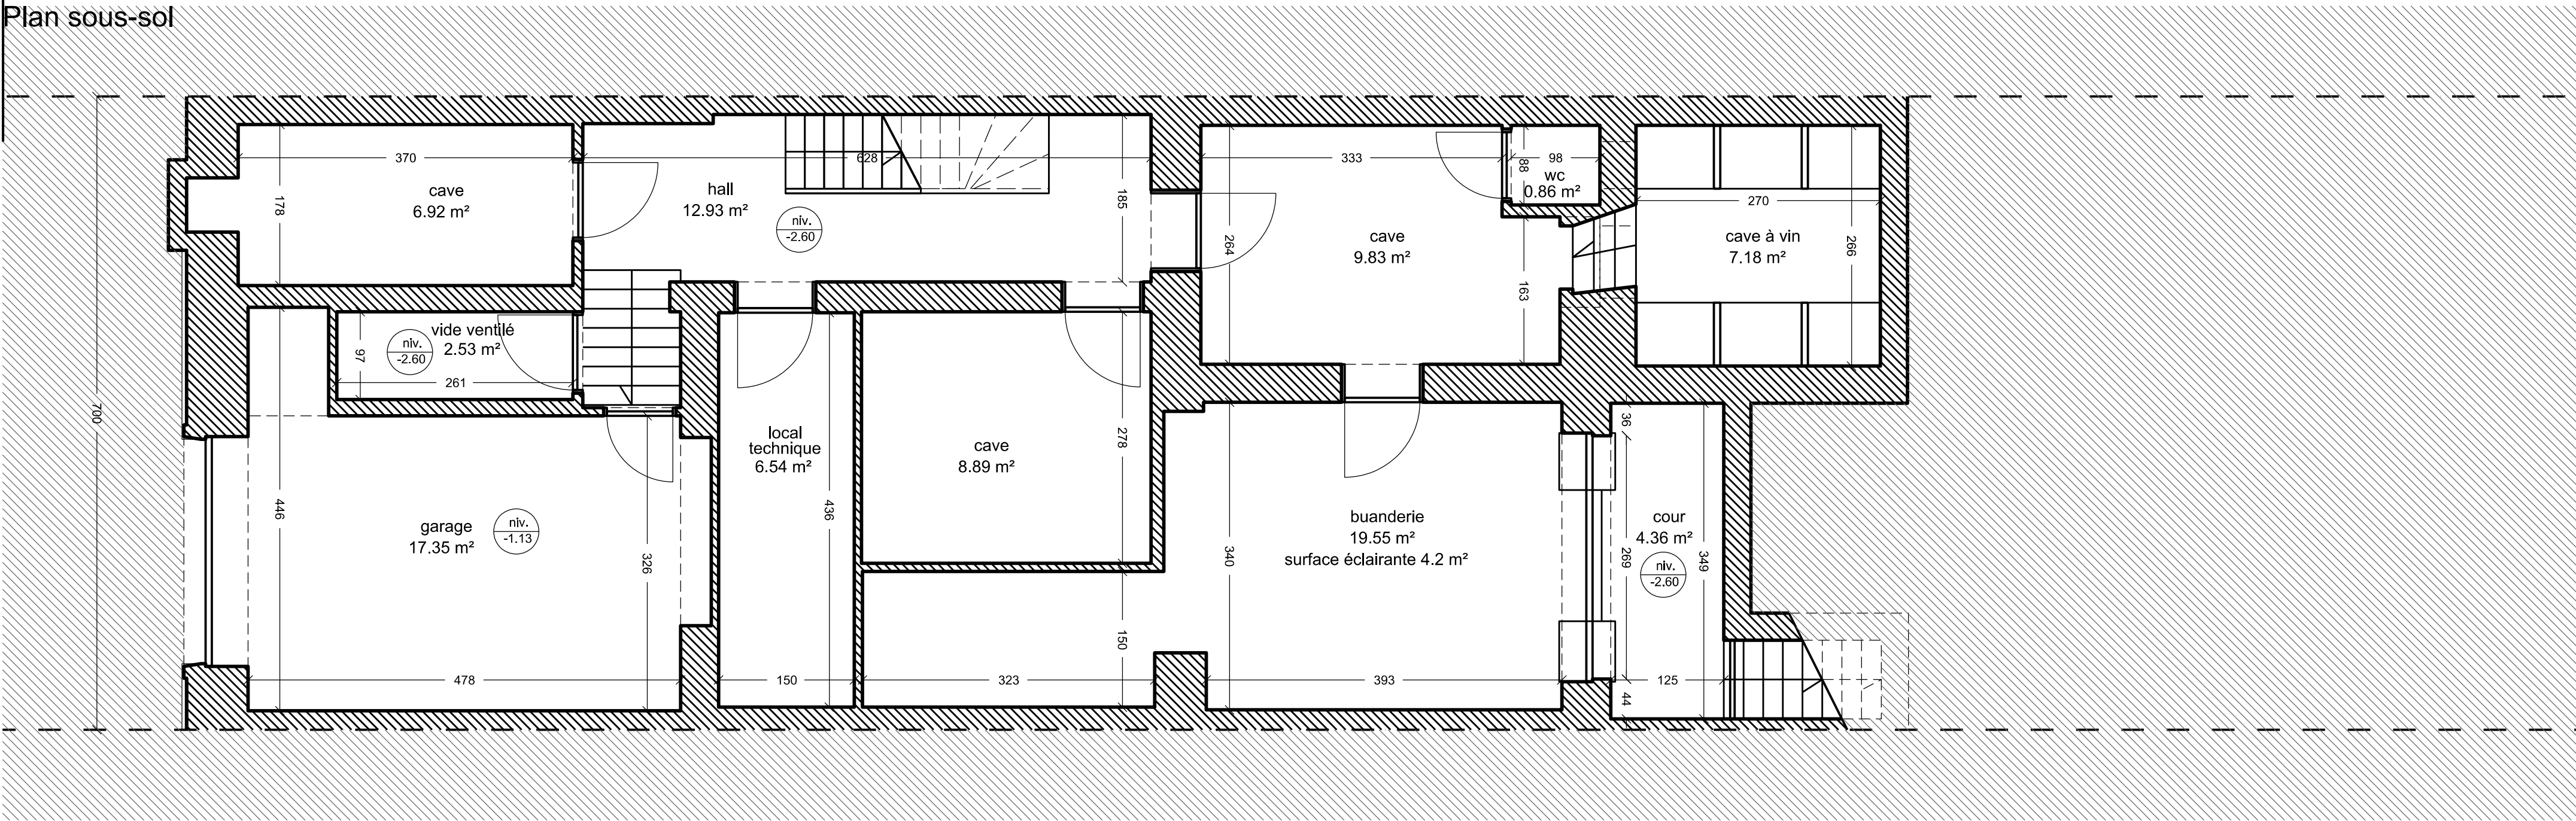 Plan sous-sol
370
628
333
98
88
wc
0.86 m²
cave
6.92 m²
178
hall
12.93 m²
niv.
-2.60
185
264
cave
9.83 m²
163
270
cave à vin
7.18 m²
266
vide ventilé
2.53 m²
niv.
-2.60
97
261
700
446
garage
17.35 m²
niv.
-1.13
326
478
local
technique
6.54 m²
436
150
cave
8.89 m²
278
150
323
buanderie
19.55 m²
surface éclairante 4.2 m²
340
393
36
269
44
cour
4.36 m²
niv.
-2.60
349
125